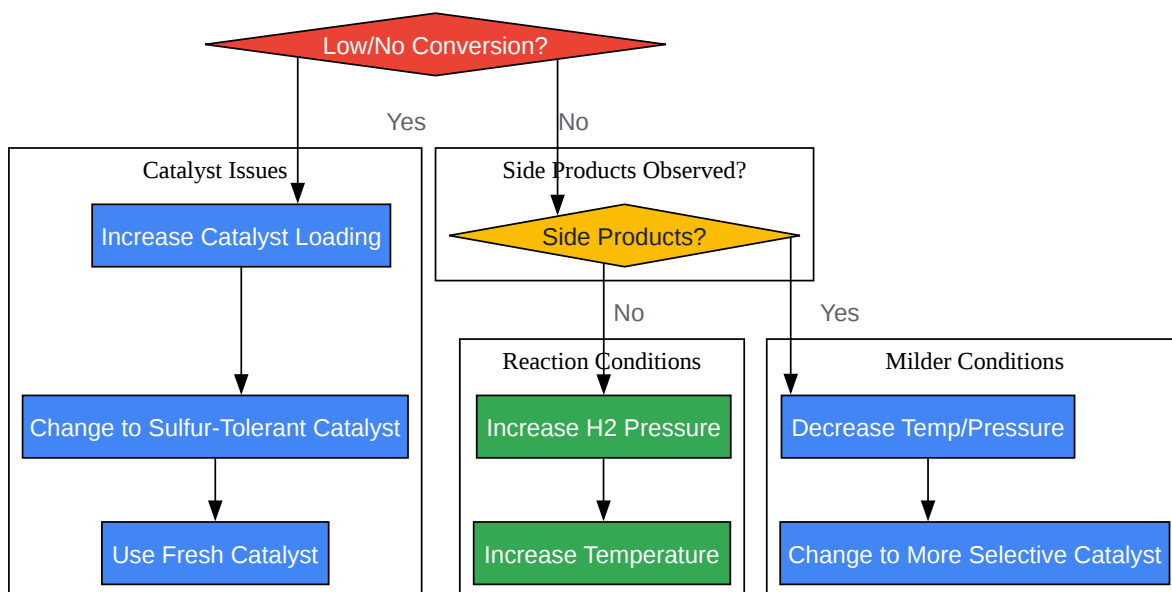 Low/No Conversion?
Yes
No
Catalyst Issues
Side Products Observed?
Increase Catalyst Loading
Side Products?
No
Yes
Reaction Conditions
Milder Conditions
Change to Sulfur-Tolerant Catalyst
Increase H2 Pressure
Decrease Temp/Pressure
Use Fresh Catalyst
Increase Temperature
Change to More Selective Catalyst